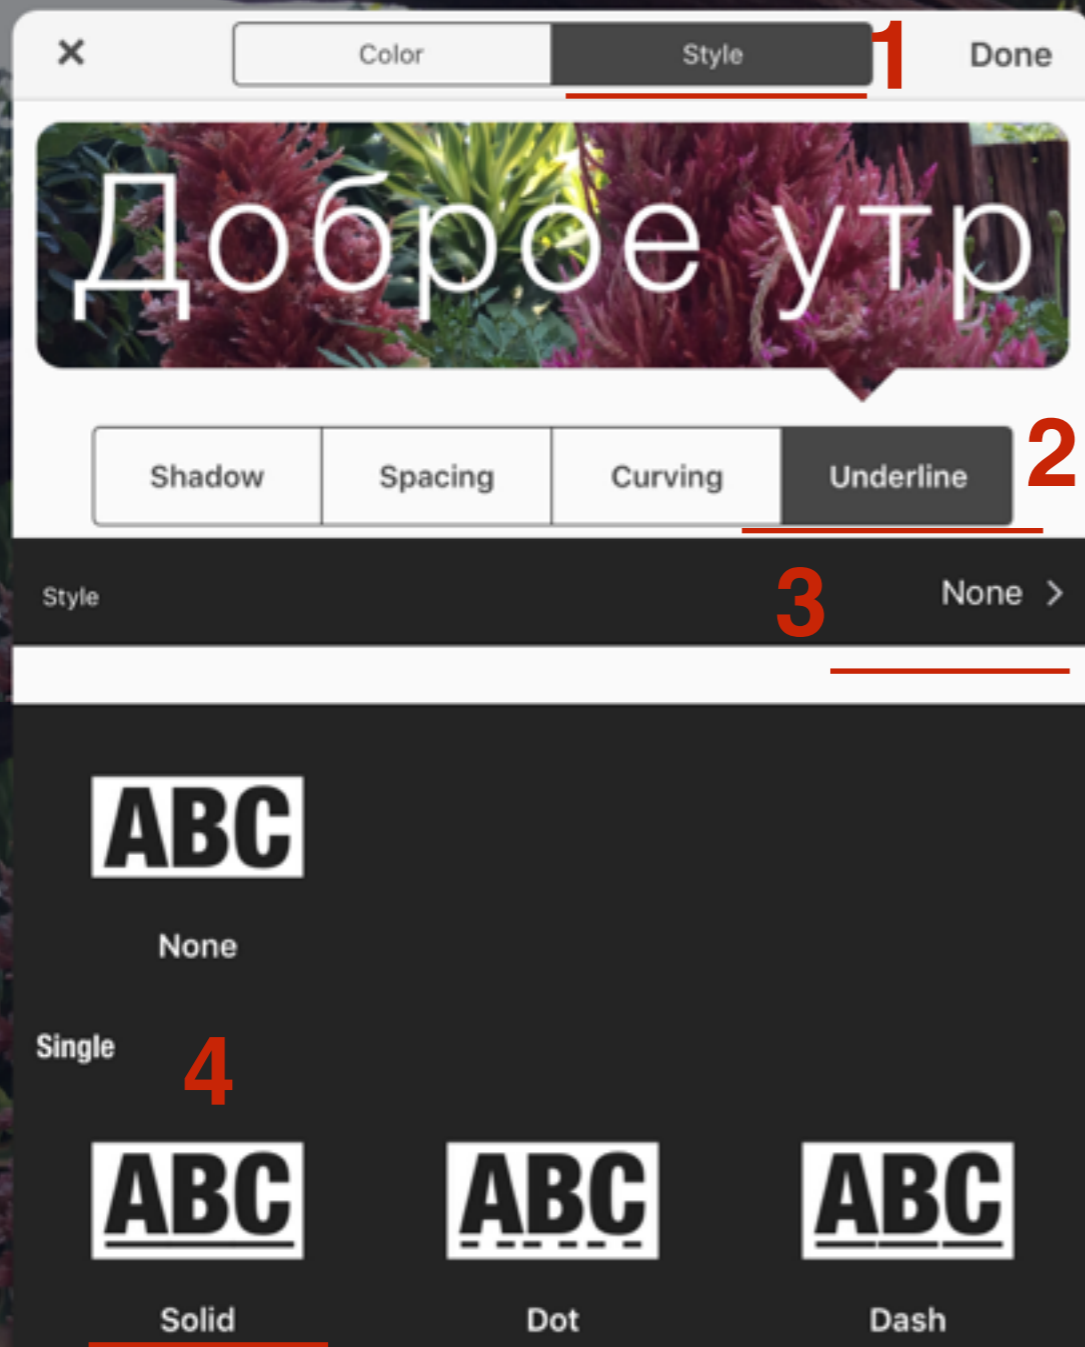 × Color Style 1 Done
Доброе утр
Shadow Spacing Curving Underline 2
Style 3 None >
ABC
None
Single
4
ABC ABC ABC
Solid Dot Dash